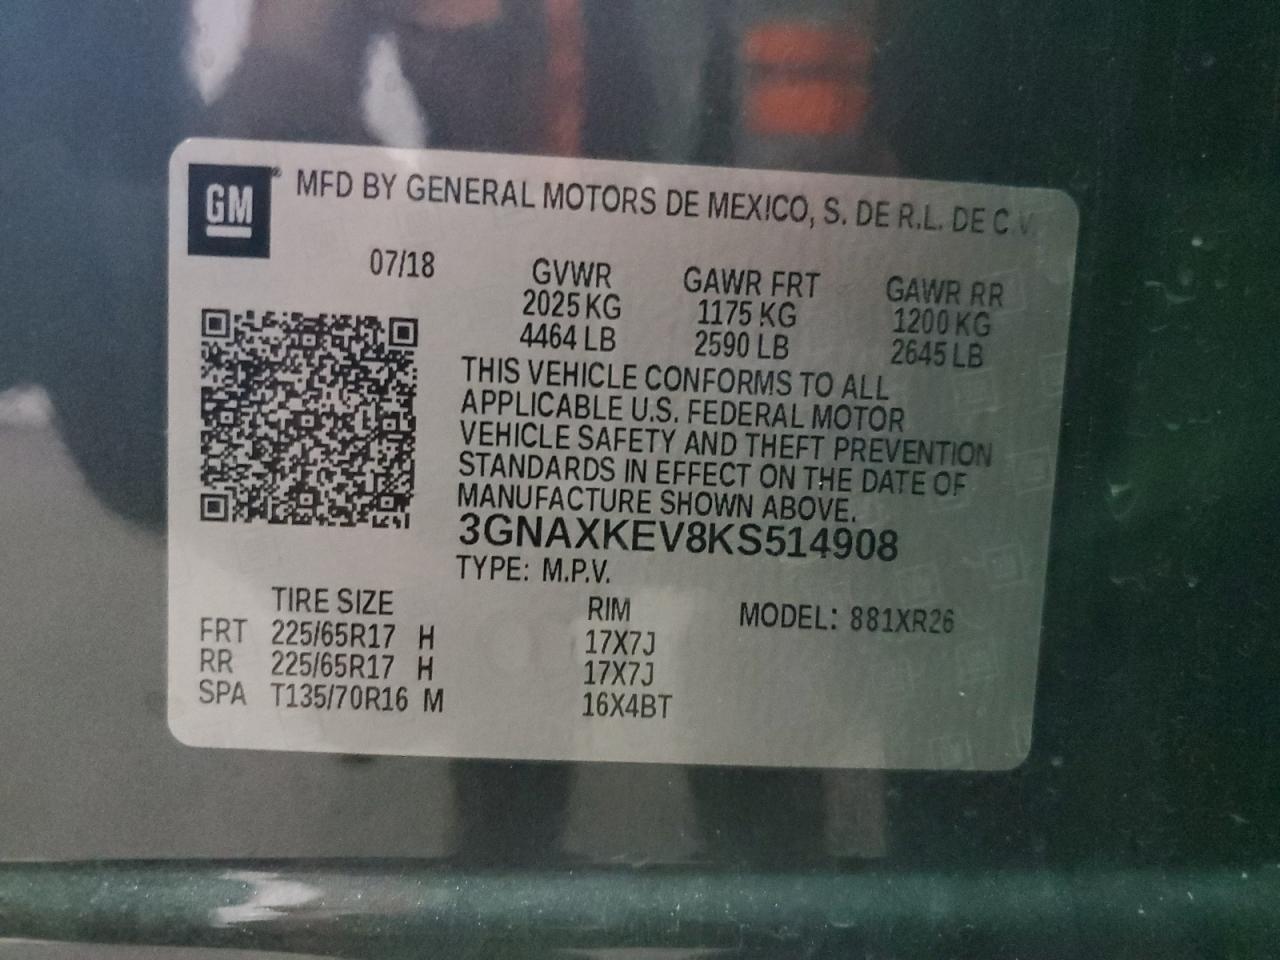 GM® MFD BY GENERAL MOTORS DE MEXICO, S. DE R.L. DE C.V.
07/18 GVWR GAWR FRT GAWR RR
2025 KG 1175 KG 1200 KG
4464 LB 2590 LB 2645 LB
THIS VEHICLE CONFORMS TO ALL
APPLICABLE U.S. FEDERAL MOTOR
VEHICLE SAFETY AND THEFT PREVENTION
STANDARDS IN EFFECT ON THE DATE OF
MANUFACTURE SHOWN ABOVE.
3GNAXKEV8KS514908
TYPE: M.P.V.
TIRE SIZE RIM MODEL: 881XR26
FRT 225/65R17 H 17X7J
RR 225/65R17 H 17X7J
SPA T135/70R16 M 16X4BT